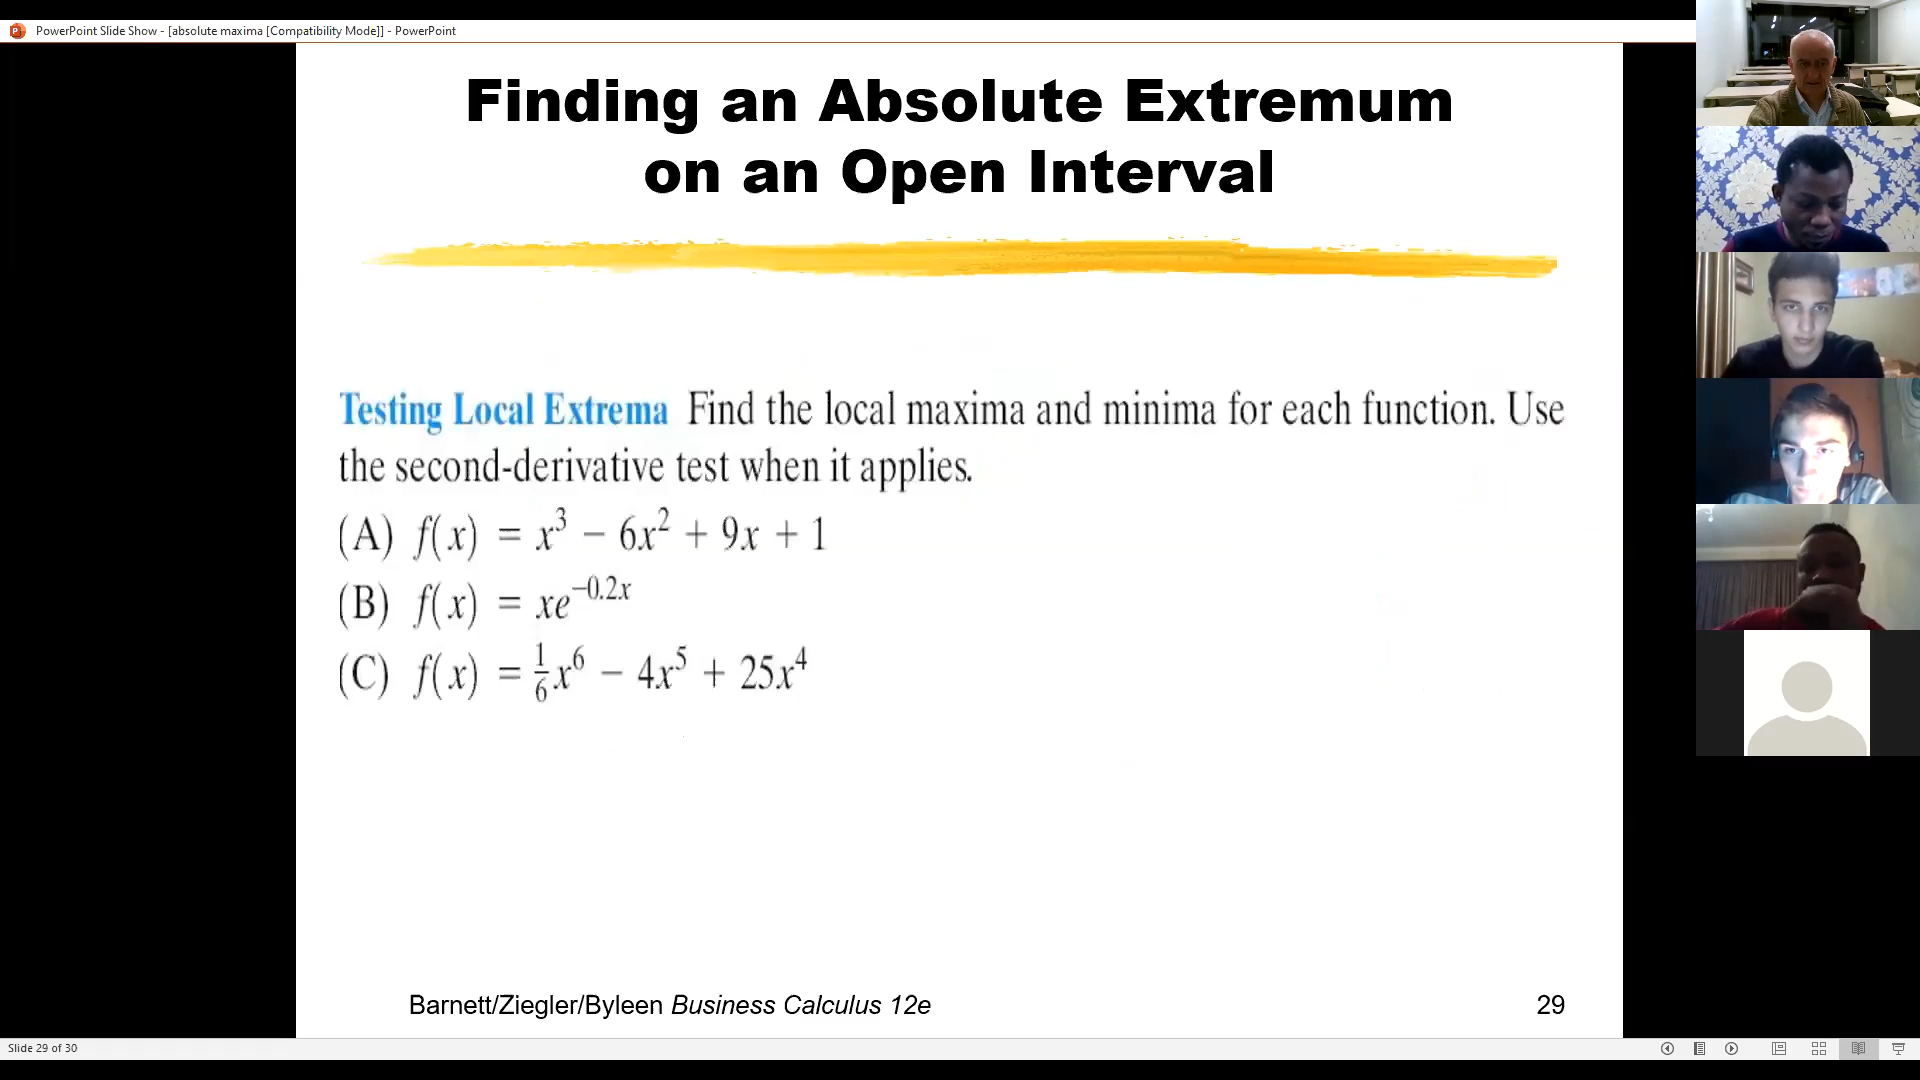 PowerPoint Slide Show - [absolute maxima [Compatibility Mode]] - PowerPoint
Finding an Absolute Extremum
on an Open Interval
Testing Local Extrema Find the local maxima and minima for each function. Use
the second-derivative test when it applies.
(A) f(x) = x³ − 6x² + 9x + 1
(B) f(x) = xe⁻⁰·²ˣ
(C) f(x) = ⅙x⁶ − 4x⁵ + 25x⁴
Barnett/Ziegler/Byleen Business Calculus 12e
29
Slide 29 of 30